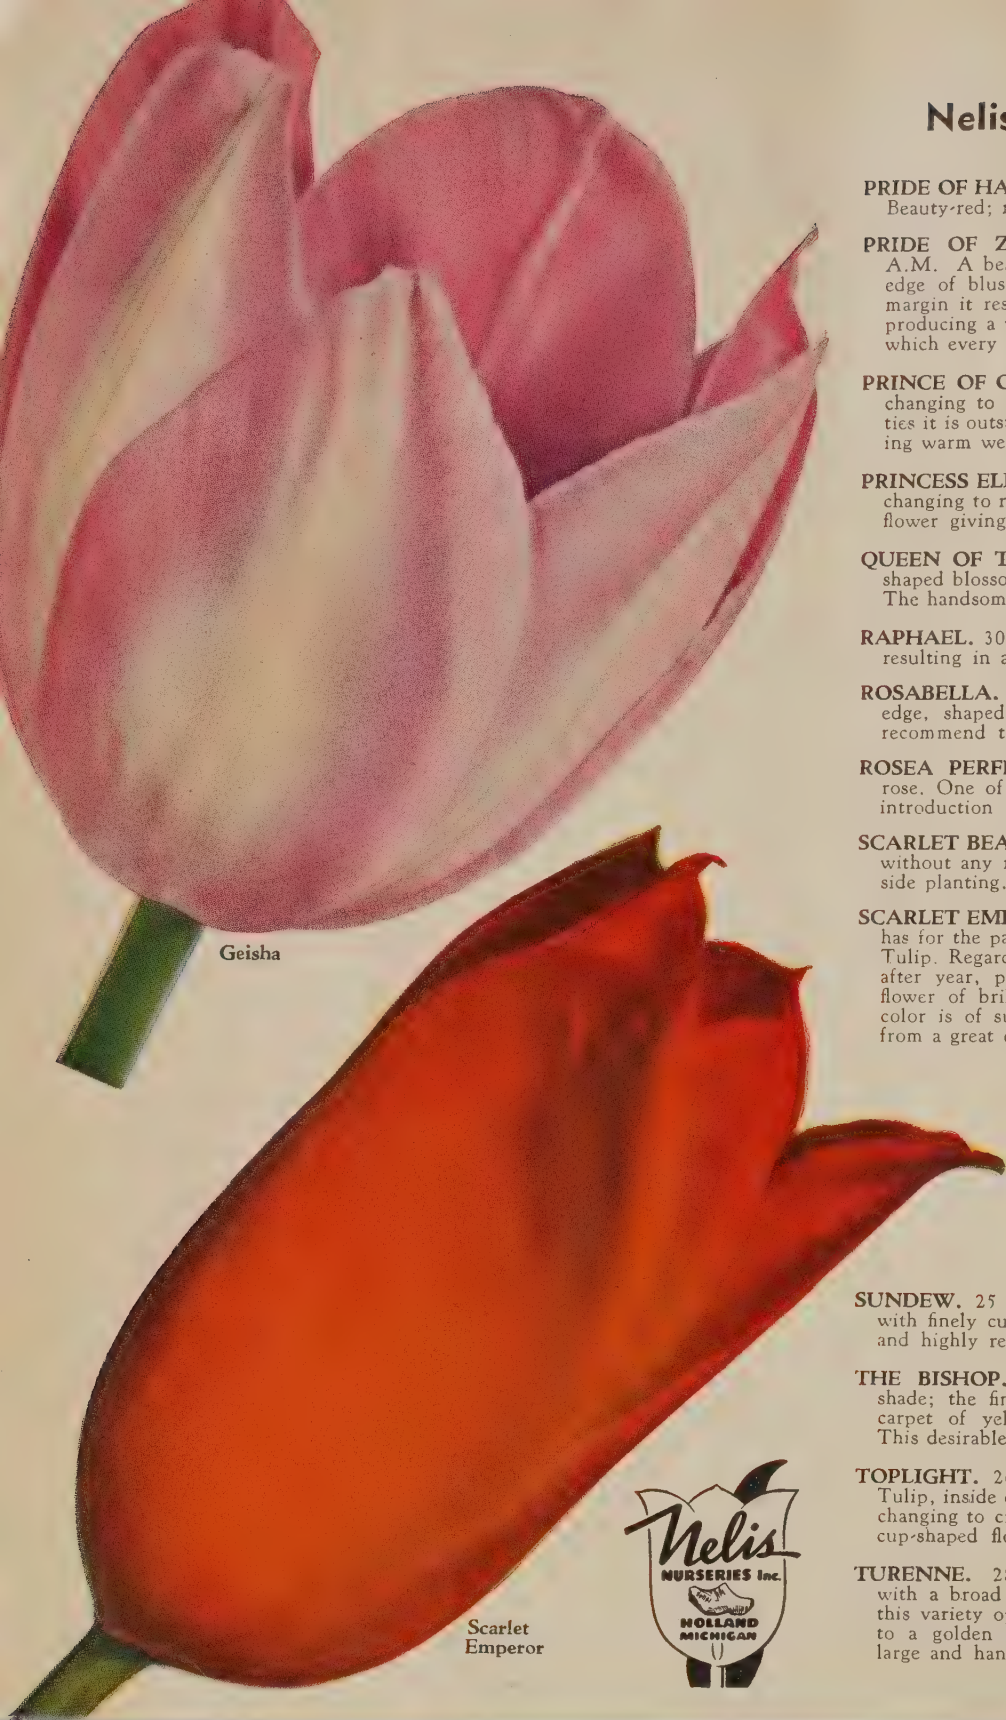 Nelis
PRIDE OF HA
Beauty-red;
PRIDE OF Z
A.M. A be
edge of blus
margin it res
producing a
which every
PRINCE OF
changing to
ties it is outs
ing warm we
PRINCESS ELI
changing to
flower giving
QUEEN OF T
shaped blosso
The handsom
RAPHAEL. 30
resulting in a
ROSABELLA.
edge, shaped
recommend t
ROSEA PERF
rose. One of
introduction
SCARLET BEA
without any
side planting.
SCARLET EM
has for the pa
Tulip. Regard
after year, p
flower of bri
color is of su
from a great
Geisha
SUNDEW. 25
with finely cu
and highly re
THE BISHOP.
shade; the fin
carpet of yel
This desirable
TOPLIGHT. 2
Tulip, inside
changing to c
cup-shaped fl
TURENNE. 2
with a broad
this variety o
to a golden
large and han
Scarlet
Emperor
Nelis
NURSERIES Inc.
HOLLAND
MICHIGAN